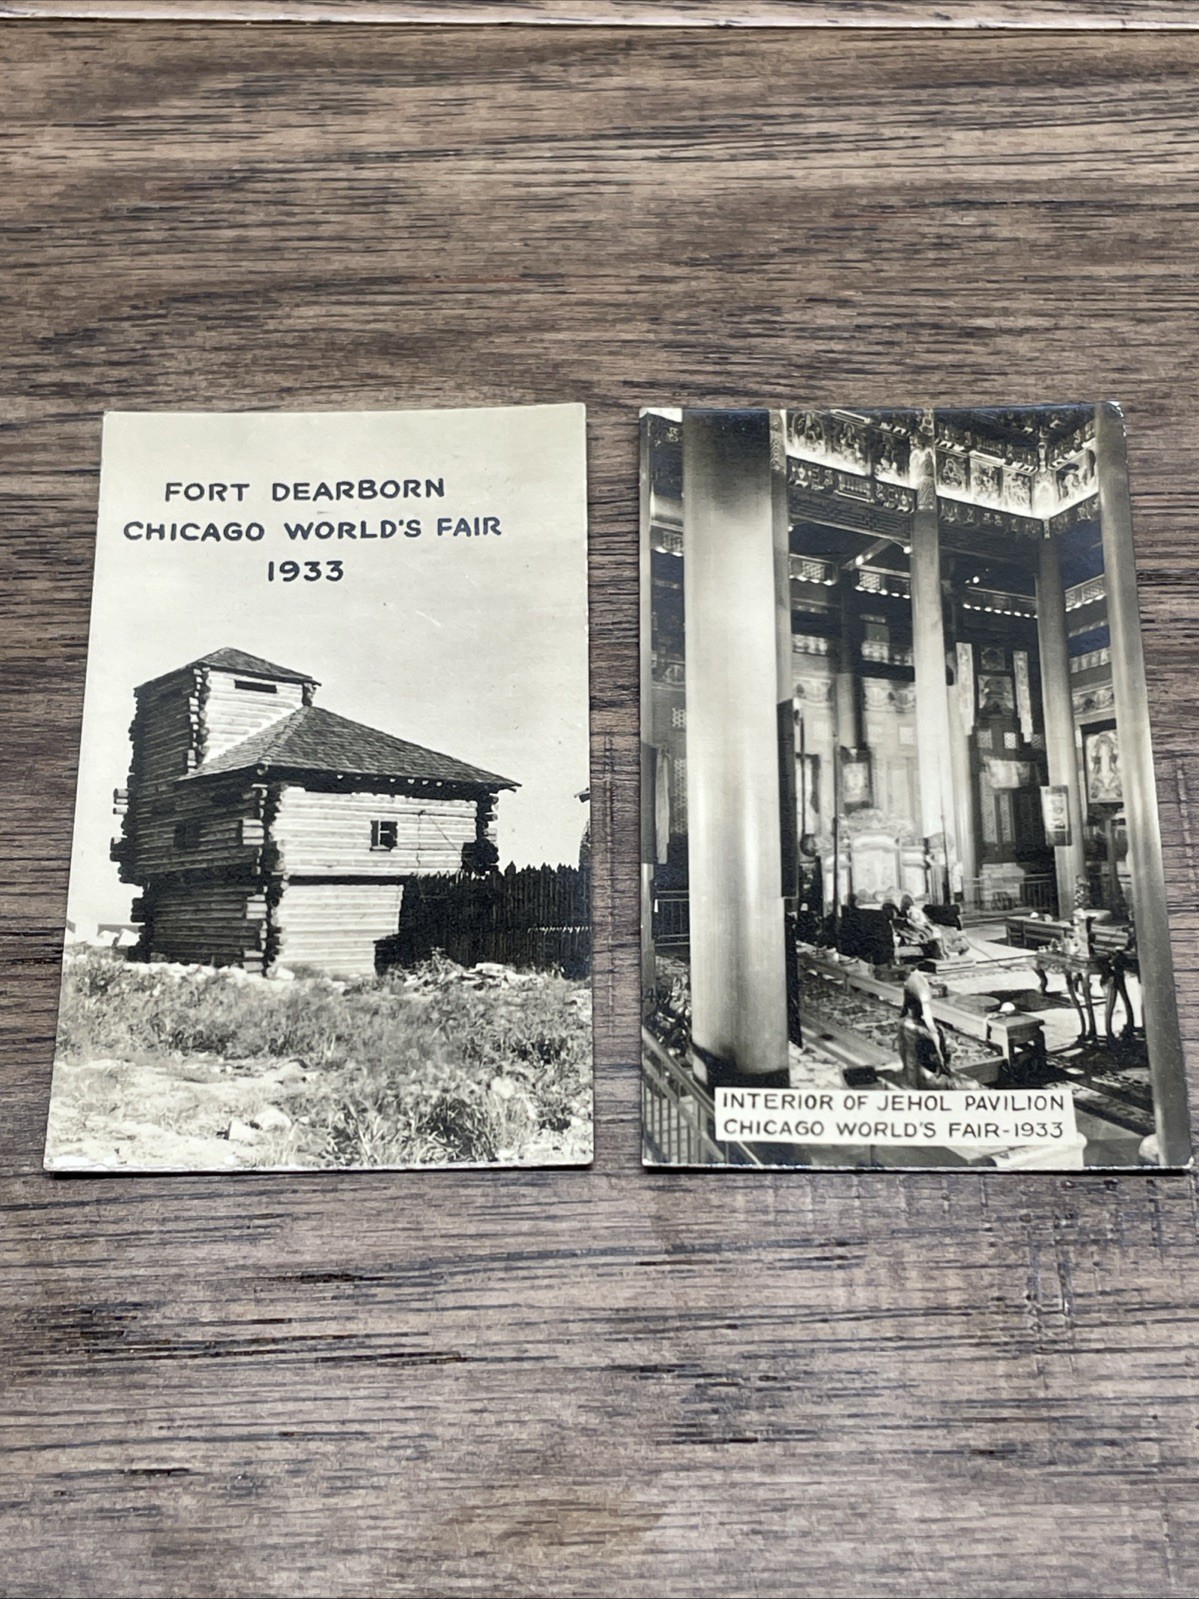 FORT DEARBORN
CHICAGO WORLD'S FAIR
1933
INTERIOR OF JEHOL PAVILION
CHICAGO WORLD'S FAIR-1933